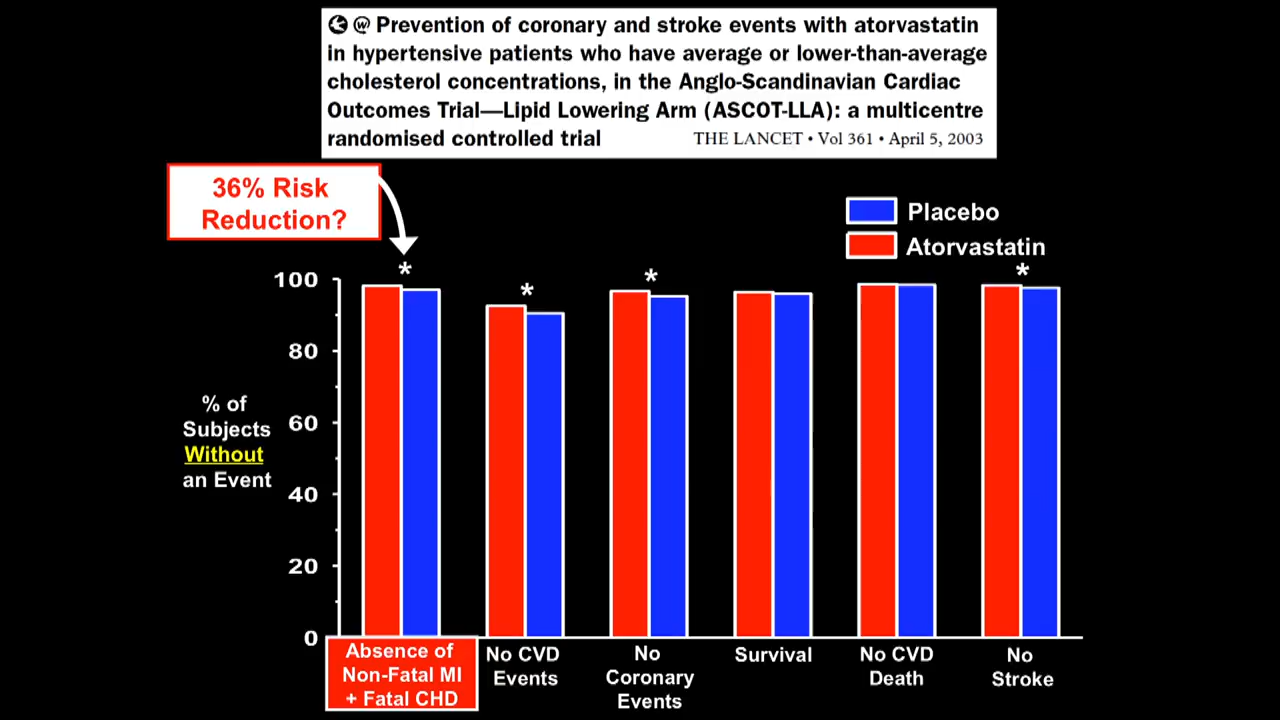 Prevention of coronary and stroke events with atorvastatin
in hypertensive patients who have average or lower-than-average
cholesterol concentrations, in the Anglo-Scandinavian Cardiac
Outcomes Trial—Lipid Lowering Arm (ASCOT-LLA): a multicentre
randomised controlled trial
THE LANCET • Vol 361 • April 5, 2003
36% Risk
Reduction?
Placebo
Atorvastatin
*
*
*
*
100
80
60
40
20
0
% of
Subjects
Without
an Event
Absence of
Non-Fatal MI
+ Fatal CHD
No CVD
Events
No
Coronary
Events
Survival
No CVD
Death
No
Stroke